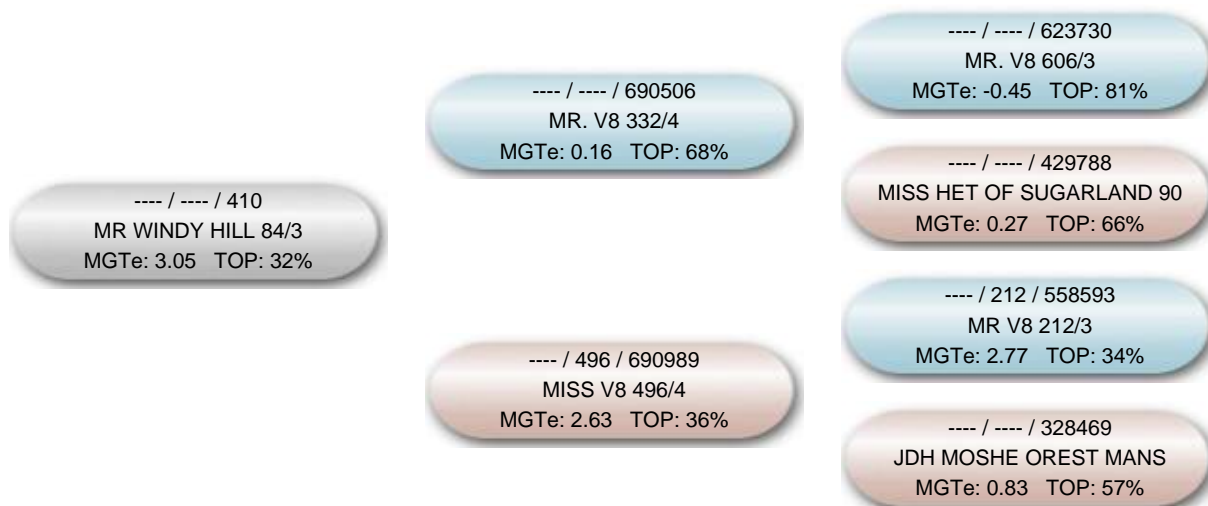 ---- / ---- / 410
MR WINDY HILL 84/3
MGTe: 3.05 TOP: 32%
---- / ---- / 690506
MR. V8 332/4
MGTe: 0.16 TOP: 68%
---- / 496 / 690989
MISS V8 496/4
MGTe: 2.63 TOP: 36%
---- / ---- / 623730
MR. V8 606/3
MGTe: -0.45 TOP: 81%
---- / ---- / 429788
MISS HET OF SUGARLAND 90
MGTe: 0.27 TOP: 66%
---- / 212 / 558593
MR V8 212/3
MGTe: 2.77 TOP: 34%
---- / ---- / 328469
JDH MOSHE OREST MANS
MGTe: 0.83 TOP: 57%